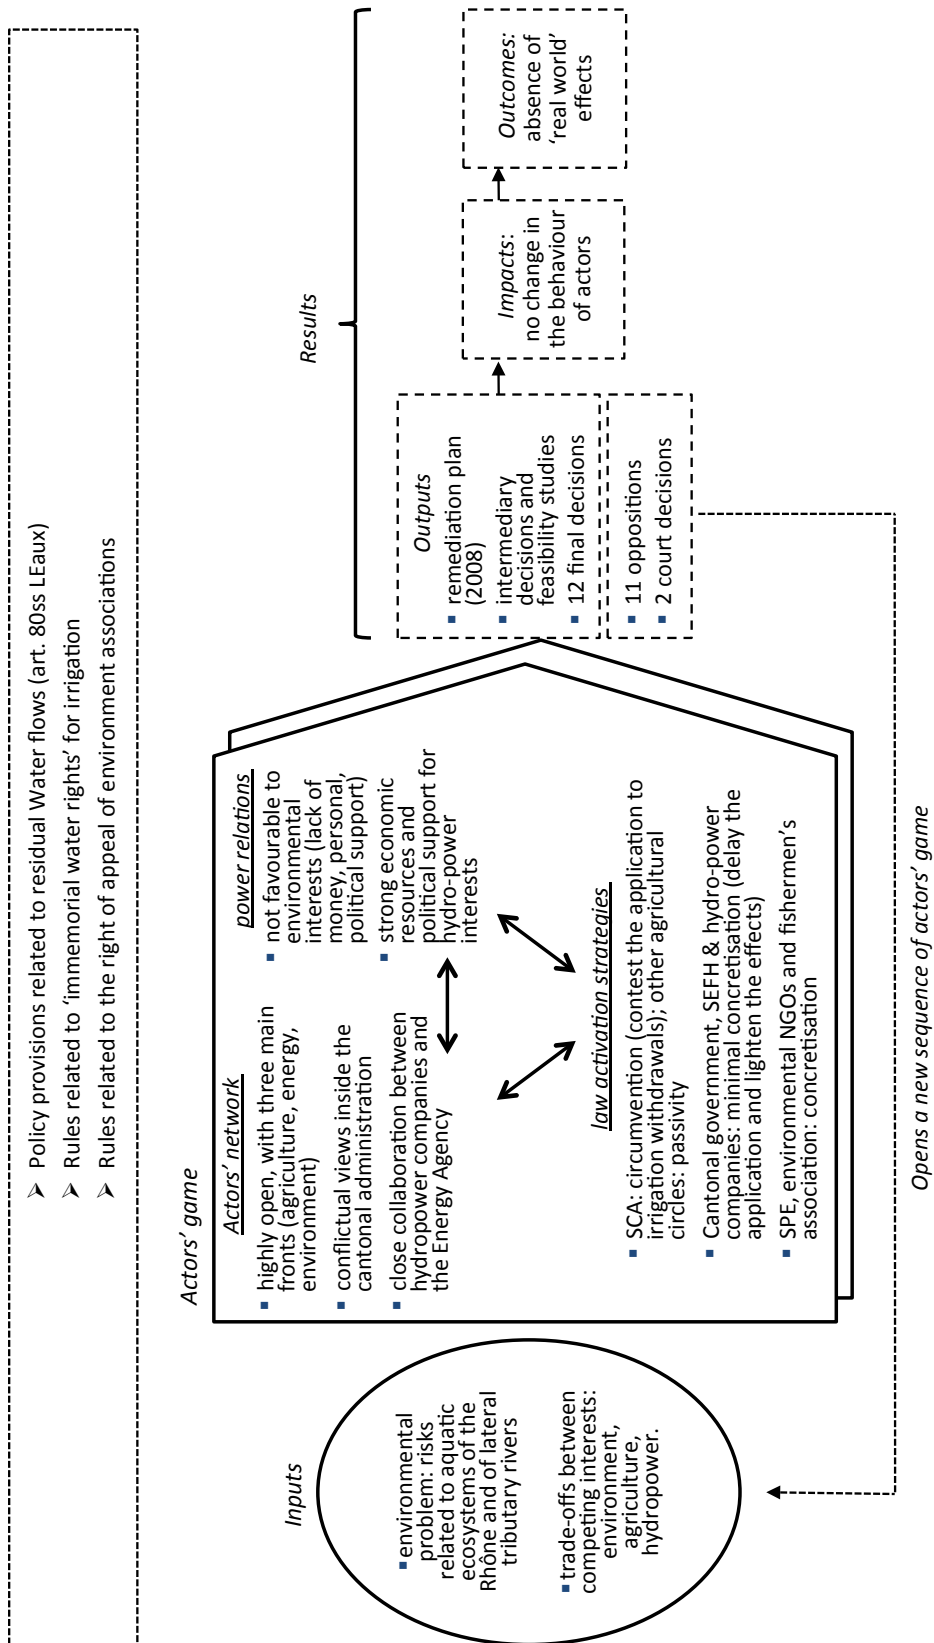 ➢ Policy provisions related to residual Water flows (art. 80ss LEaux)
➢ Rules related to ‘immemorial water rights’ for irrigation
➢ Rules related to the right of appeal of environment associations
Inputs
▪ environmental
problem: risks
related to aquatic
ecosystems of the
Rhône and of lateral
tributary rivers
▪ trade-offs between
competing interests:
environment,
agriculture,
hydropower.
Actors’ game
Actors’ network
▪ highly open, with three main
fronts (agriculture, energy,
environment)
▪ conflictual views inside the
cantonal administration
▪ close collaboration between
hydropower companies and
the Energy Agency
power relations
▪ not favourable to
environmental
interests (lack of
money, personal,
political support)
▪ strong economic
resources and
political support for
hydro-power
interests
law activation strategies
▪ SCA: circumvention (contest the application to
irrigation withdrawals); other agricultural
circles: passivity
▪ Cantonal government, SEFH & hydro-power
companies: minimal concretisation (delay the
application and lighten the effects)
▪ SPE, environmental NGOs and fishermen’s
association: concretisation
Results
Outputs
▪ remediation plan
(2008)
▪ intermediary
decisions and
feasibility studies
▪ 12 final decisions
▪ 11 oppositions
▪ 2 court decisions
Impacts:
no change in
the behaviour
of actors
Outcomes:
absence of
‘real world’
effects
Opens a new sequence of actors’ game